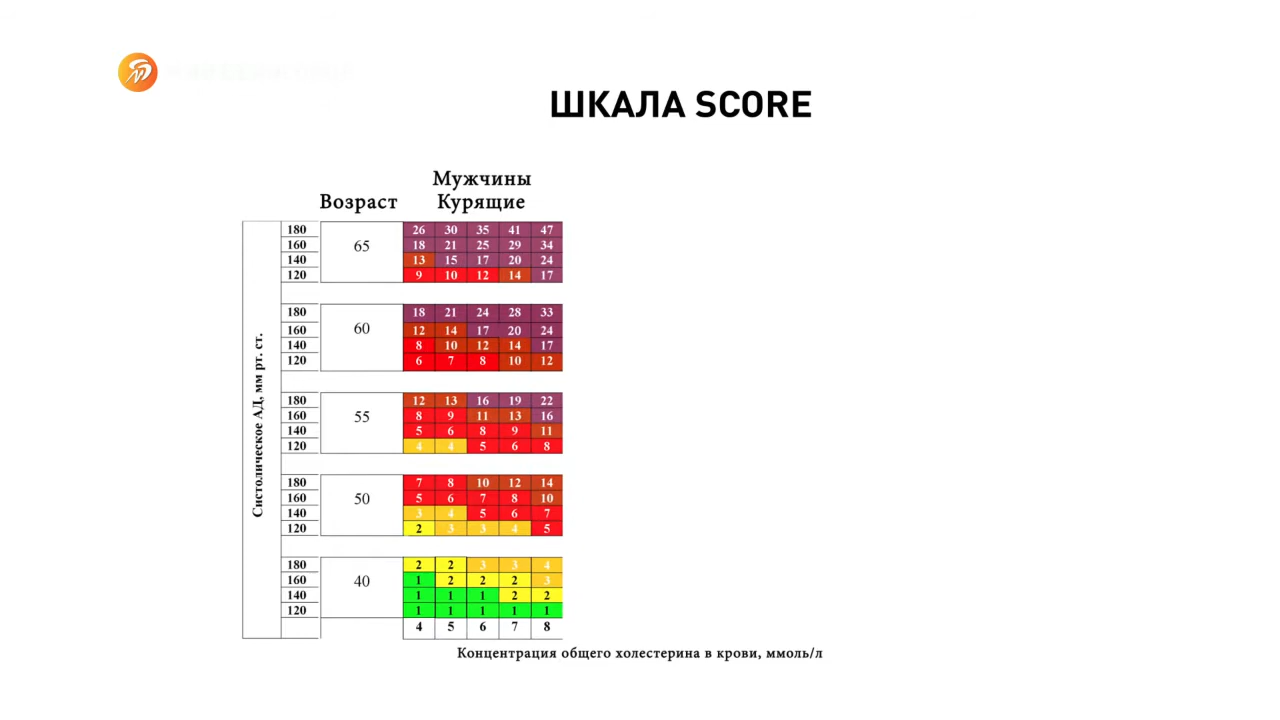 ШКАЛА SCORE
Мужчины
Возраст Курящие
Систолическое АД, мм рт. ст.
180 65 26 30 35 41 47
160 18 21 25 29 34
140 13 15 17 20 24
120 9 10 12 14 17
180 60 18 21 24 28 33
160 12 14 17 20 24
140 8 10 12 14 17
120 6 7 8 10 12
180 55 12 13 16 19 22
160 8 9 11 13 16
140 5 6 8 9 11
120 4 4 5 6 8
180 50 7 8 10 12 14
160 5 6 7 8 10
140 3 4 5 6 7
120 2 3 3 4 5
180 40 2 2 3 3 4
160 1 2 2 2 3
140 1 1 1 2 2
120 1 1 1 1 1
4 5 6 7 8
Концентрация общего холестерина в крови, ммоль/л